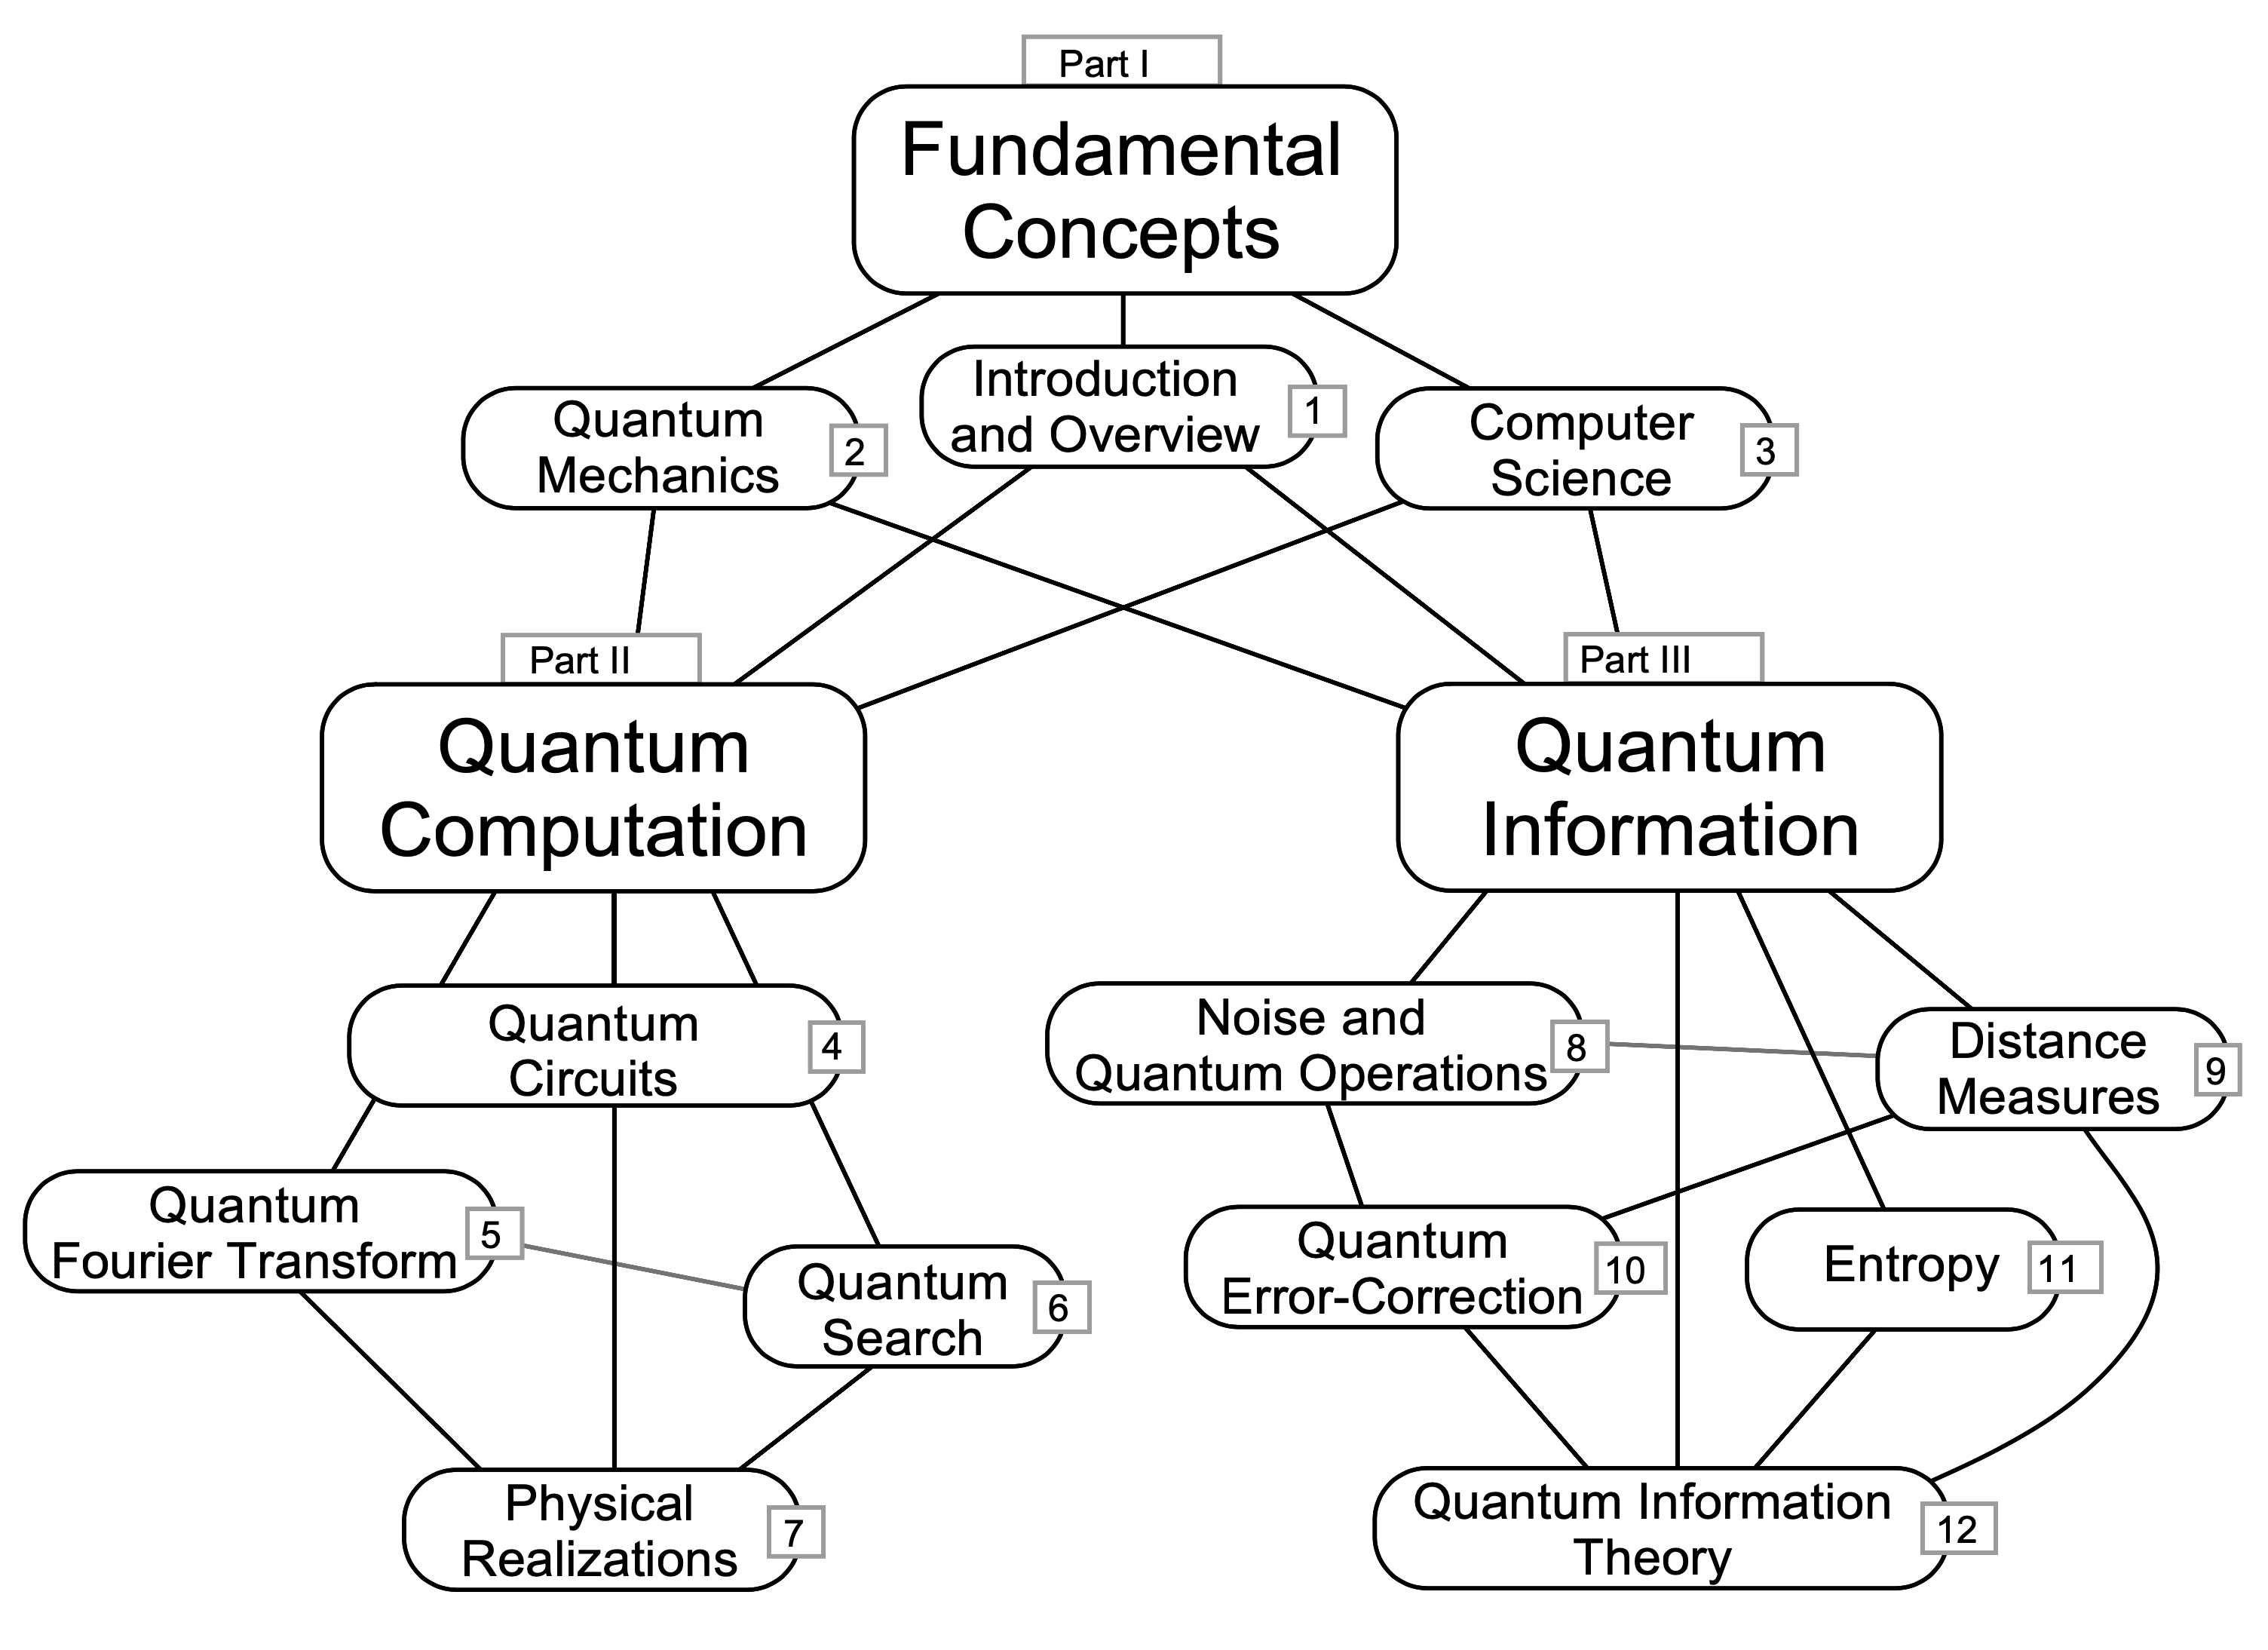 Part I
Fundamental
Concepts
Quantum
Mechanics
2
Introduction
and Overview
1
Computer
Science
3
Part II
Quantum
Computation
Part III
Quantum
Information
Quantum
Circuits
4
Noise and
Quantum Operations
8
Distance
Measures
9
Quantum
Fourier Transform
5
Quantum
Search
6
Quantum
Error-Correction
10
Entropy
11
Physical
Realizations
7
Quantum Information
Theory
12